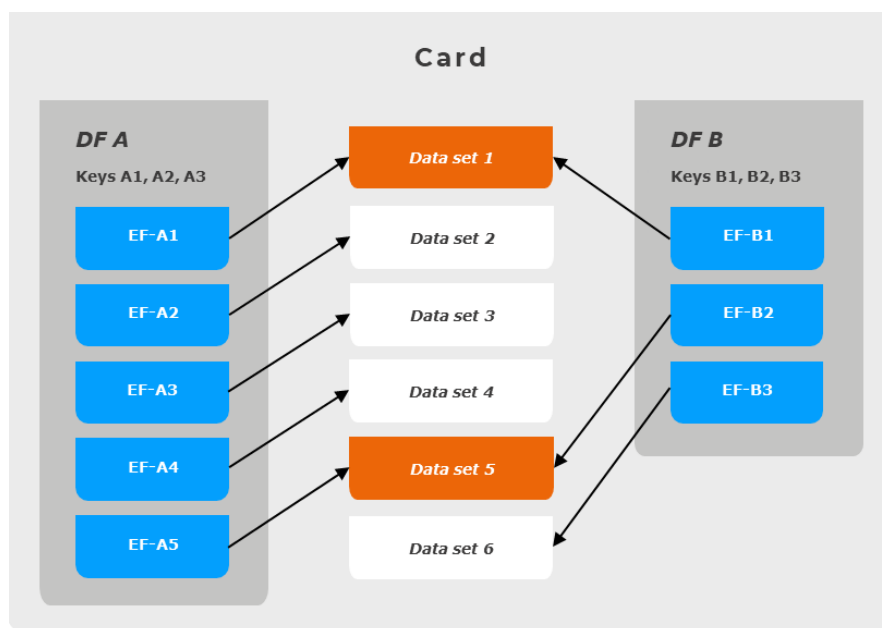 Card
DF A
Keys A1, A2, A3
EF-A1
EF-A2
EF-A3
EF-A4
EF-A5
Data set 1
Data set 2
Data set 3
Data set 4
Data set 5
Data set 6
DF B
Keys B1, B2, B3
EF-B1
EF-B2
EF-B3